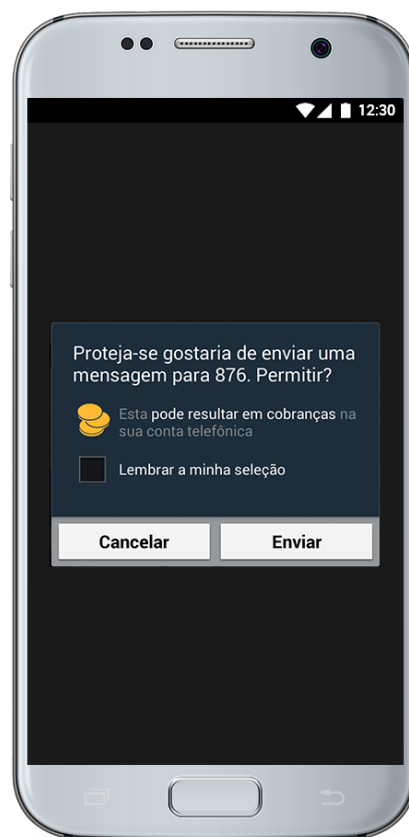 12:30
Proteja-se gostaria de enviar uma
mensagem para 876. Permitir?
Esta pode resultar em cobranças na
sua conta telefônica
Lembrar a minha seleção
Cancelar
Enviar